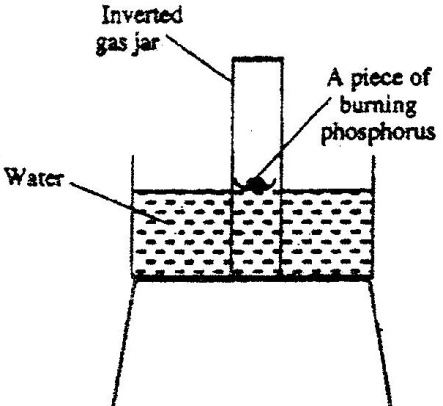 Inverted
gas jar
A piece of
burning
phosphorus
Water